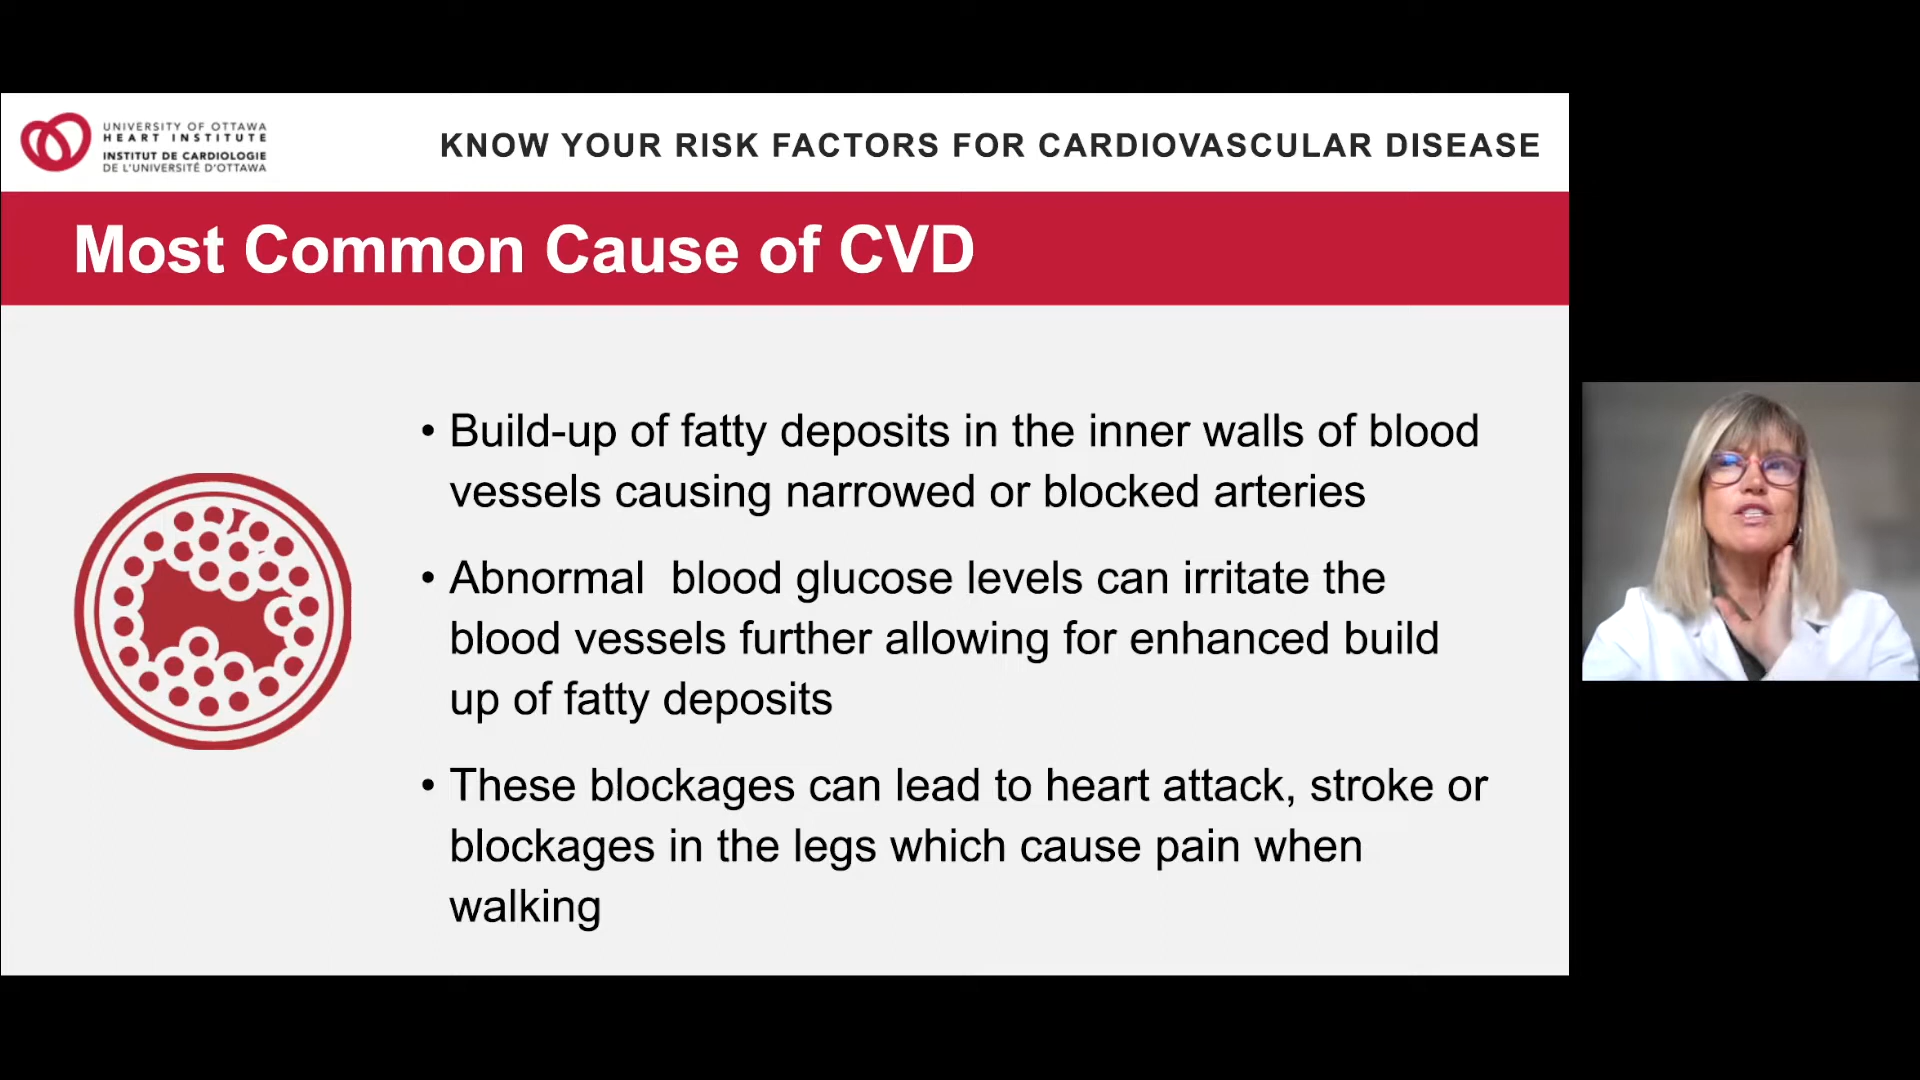 UNIVERSITY OF OTTAWA
HEART INSTITUTE
INSTITUT DE CARDIOLOGIE
DE L'UNIVERSITÉ D'OTTAWA
KNOW YOUR RISK FACTORS FOR CARDIOVASCULAR DISEASE
Most Common Cause of CVD
• Build-up of fatty deposits in the inner walls of blood
vessels causing narrowed or blocked arteries
• Abnormal  blood glucose levels can irritate the
blood vessels further allowing for enhanced build
up of fatty deposits
• These blockages can lead to heart attack, stroke or
blockages in the legs which cause pain when
walking